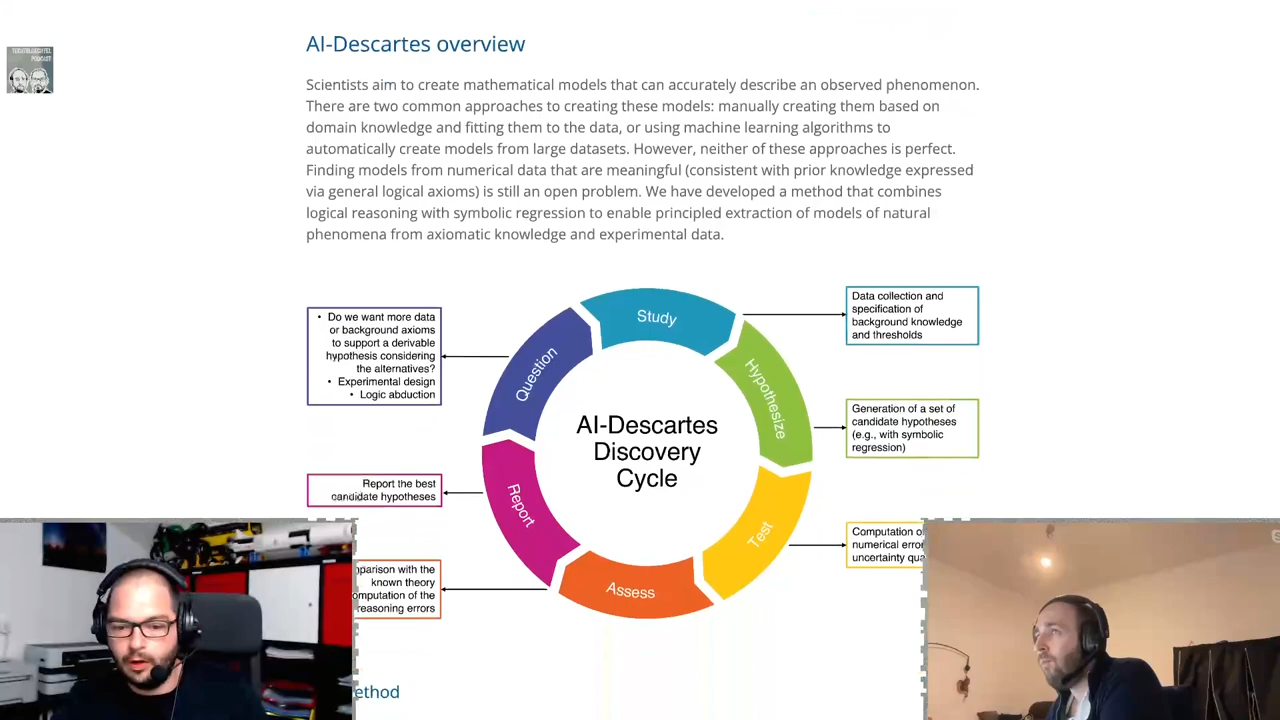 TECHTELMECHTEL
PODCAST
AI-Descartes overview
Scientists aim to create mathematical models that can accurately describe an observed phenomenon.
There are two common approaches to creating these models: manually creating them based on
domain knowledge and fitting them to the data, or using machine learning algorithms to
automatically create models from large datasets. However, neither of these approaches is perfect.
Finding models from numerical data that are meaningful (consistent with prior knowledge expressed
via general logical axioms) is still an open problem. We have developed a method that combines
logical reasoning with symbolic regression to enable principled extraction of models of natural
phenomena from axiomatic knowledge and experimental data.
Study
Data collection and
specification of
background knowledge
and thresholds
Hypothesize
Generation of a set of
candidate hypotheses
(e.g., with symbolic
regression)
Test
Computation of
numerical error
uncertainty qua
Assess
parison with the
known theory
omputation of the
reasoning errors
Report
Report the best
candidate hypotheses
Question
• Do we want more data
or background axioms
to support a derivable
hypothesis considering
the alternatives?
• Experimental design
• Logic abduction
AI-Descartes
Discovery
Cycle
ethod